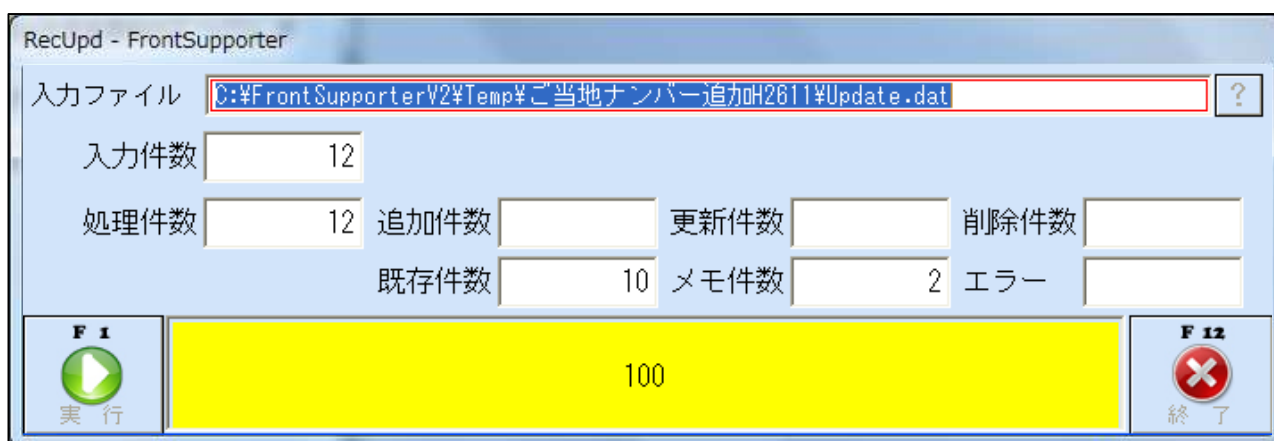 RecUpd - FrontSupporter
入力ファイル C:¥FrontSupporterV2¥Temp¥ご当地ナンバー追加H2611¥Update.dat ?
入力件数 12
処理件数 12 追加件数 更新件数 削除件数
既存件数 10 メモ件数 2 エラー
F 1 F 12
100
実 行 終 了